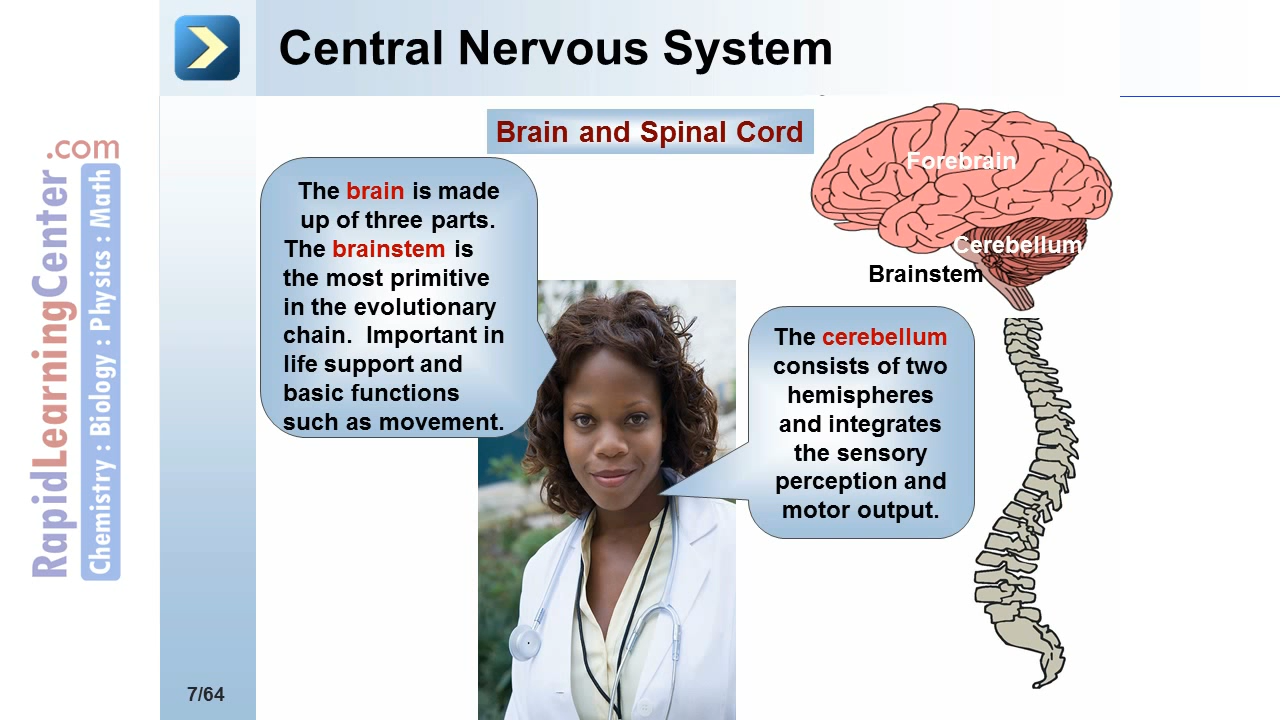 Central Nervous System
Brain and Spinal Cord
The brain is made
up of three parts.
The brainstem is
the most primitive
in the evolutionary
chain.  Important in
life support and
basic functions
such as movement.
Forebrain
Cerebellum
Brainstem
The cerebellum
consists of two
hemispheres
and integrates
the sensory
perception and
motor output.
RapidLearningCenter.com
Chemistry : Biology : Physics : Math
7/64